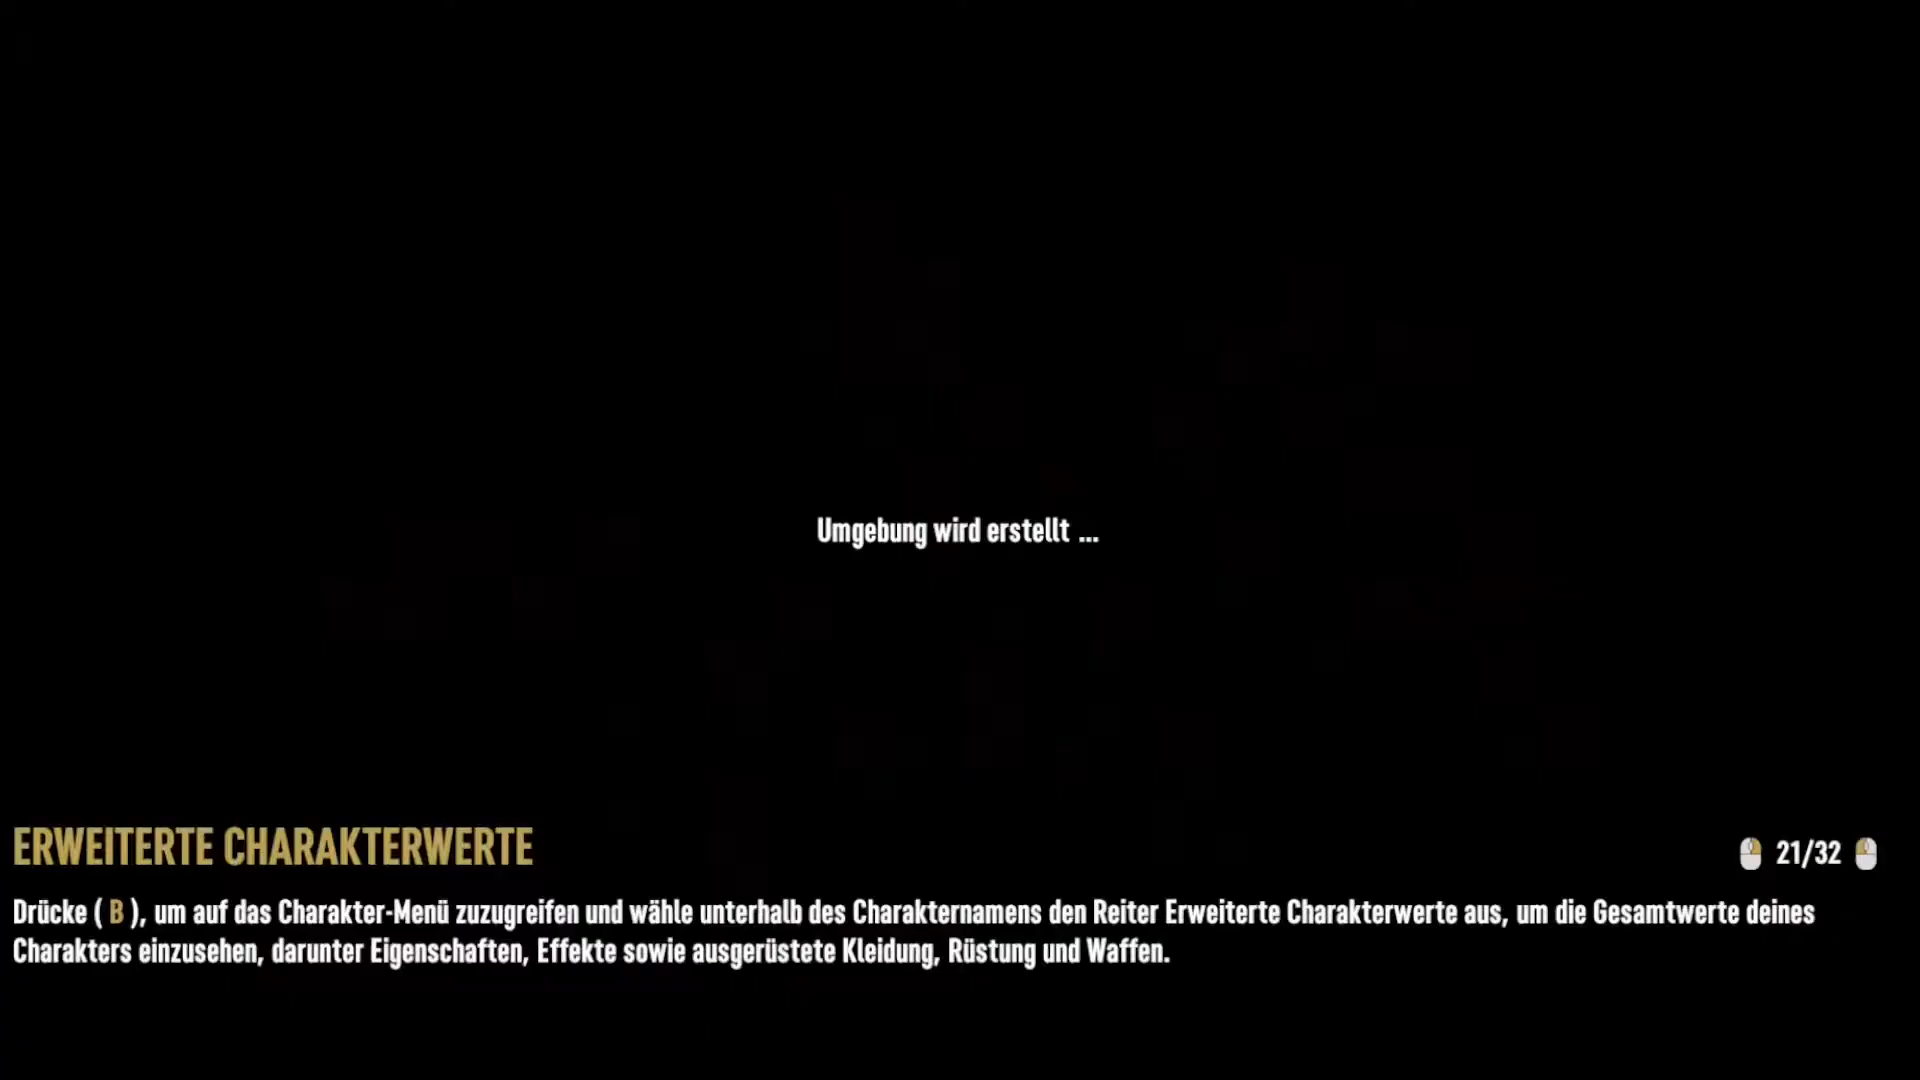 Umgebung wird erstellt ...
ERWEITERTE CHARAKTERWERTE
21/32
Drücke ( B ), um auf das Charakter-Menü zuzugreifen und wähle unterhalb des Charakternamens den Reiter Erweiterte Charakterwerte aus, um die Gesamtwerte deines
Charakters einzusehen, darunter Eigenschaften, Effekte sowie ausgerüstete Kleidung, Rüstung und Waffen.